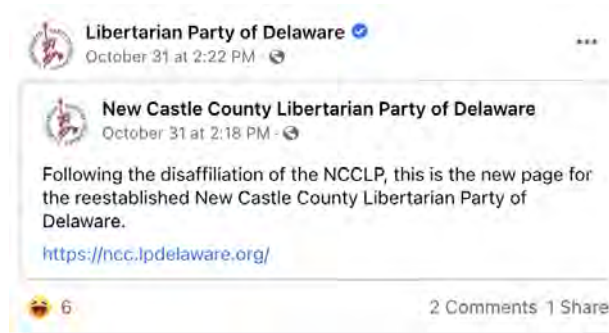 Libertarian Party of Delaware
October 31 at 2:22 PM ·
New Castle County Libertarian Party of Delaware
October 31 at 2:18 PM ·
Following the disaffiliation of the NCCLP, this is the new page for
the reestablished New Castle County Libertarian Party of
Delaware.
https://ncc.lpdelaware.org/
6 2 Comments 1 Share